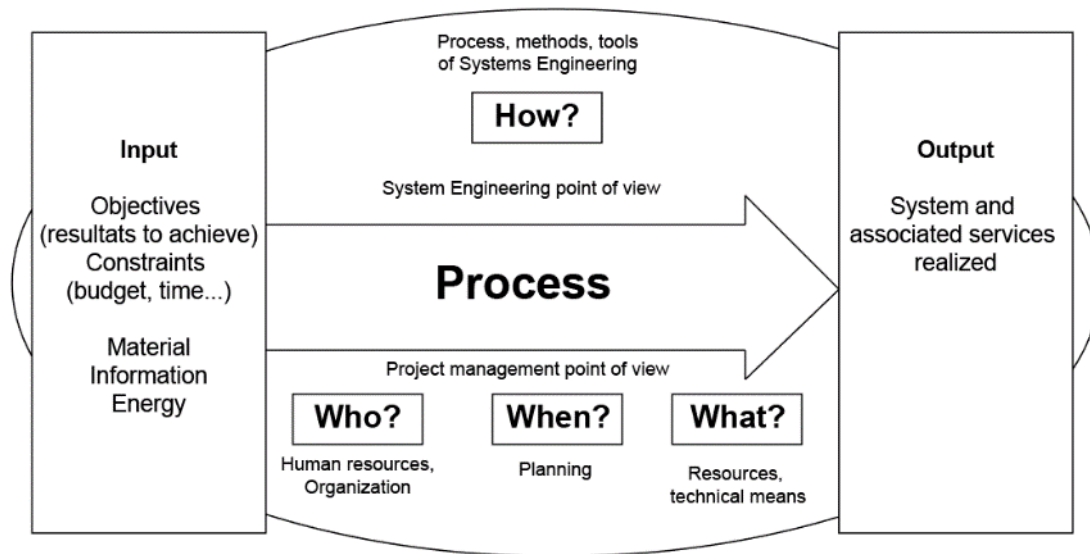 Input
Objectives
(resultats to achieve)
Constraints
(budget, time...)
Material
Information
Energy
Process, methods, tools
of Systems Engineering
How?
System Engineering point of view
Process
Project management point of view
Who?
Human resources,
Organization
When?
Planning
What?
Resources,
technical means
Output
System and
associated services
realized